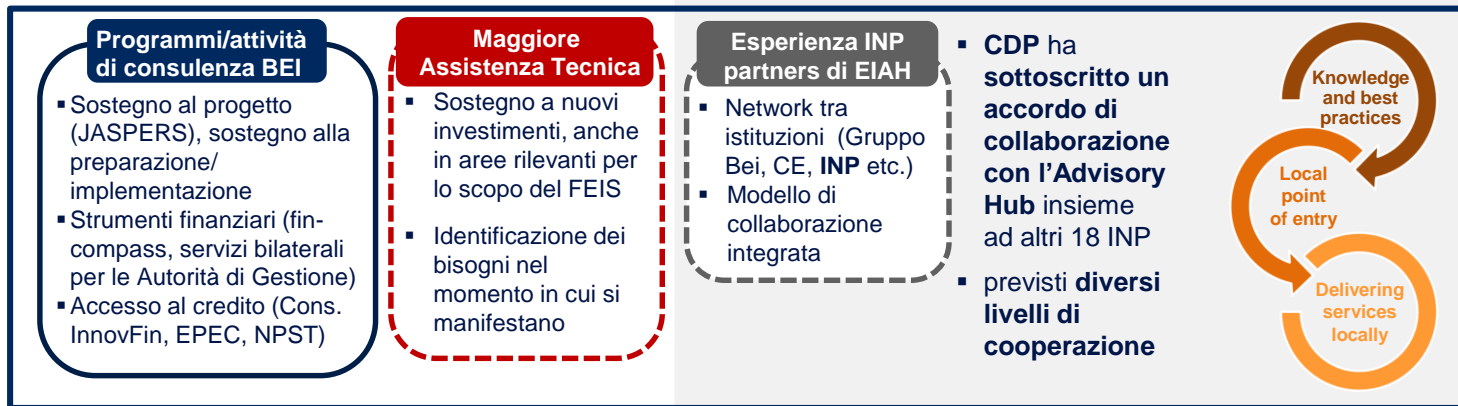 Programmi/attività
di consulenza BEI
▪ Sostegno al progetto
(JASPERS), sostegno alla
preparazione/
implementazione
▪ Strumenti finanziari (fin-
compass, servizi bilaterali
per le Autorità di Gestione)
▪ Accesso al credito (Cons.
InnovFin, EPEC, NPST)
Maggiore
Assistenza Tecnica
▪ Sostegno a nuovi
investimenti, anche
in aree rilevanti per
lo scopo del FEIS
▪ Identificazione dei
bisogni nel
momento in cui si
manifestano
Esperienza INP
partners di EIAH
▪ Network tra
istituzioni (Gruppo
Bei, CE, INP etc.)
▪ Modello di
collaborazione
integrata
▪ CDP ha
sottoscritto un
accordo di
collaborazione
con l'Advisory
Hub insieme
ad altri 18 INP
▪ previsti diversi
livelli di
cooperazione
Knowledge
and best
practices
Local
point
of entry
Delivering
services
locally